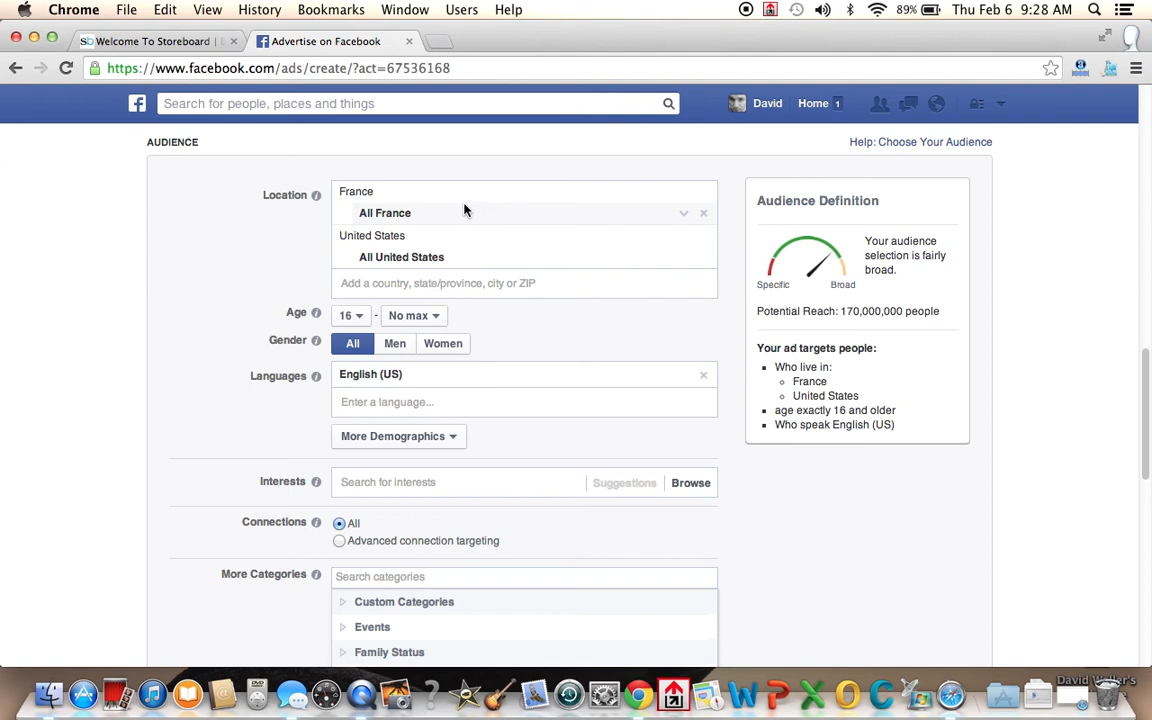 Chrome File Edit View History Bookmarks Window Users Help 89% Thu Feb 6 9:28 AM
Welcome To Storeboard |
Advertise on Facebook
https://www.facebook.com/ads/create/?act=67536168
Search for people, places and things
David Home 1
AUDIENCE
Help: Choose Your Audience
Location
France
All France
United States
All United States
Add a country, state/province, city or ZIP
Age 16 - No max
Gender All Men Women
Languages English (US)
Enter a language...
More Demographics
Interests Search for interests Suggestions Browse
Connections All
Advanced connection targeting
More Categories Search categories
Custom Categories
Events
Family Status
Audience Definition
Your audience
selection is fairly
broad.
Specific Broad
Potential Reach: 170,000,000 people
Your ad targets people:
Who live in:
France
United States
age exactly 16 and older
Who speak English (US)